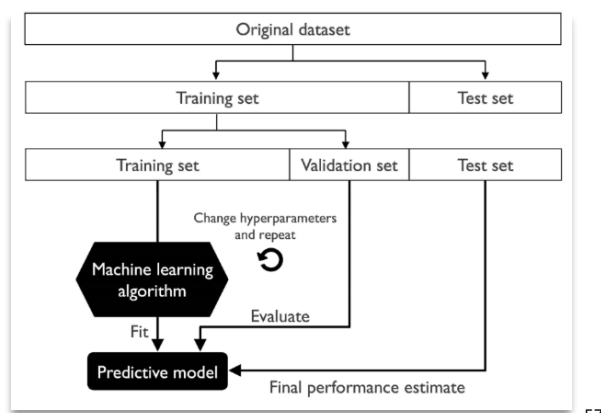 Original dataset
Training set
Test set
Training set
Validation set
Test set
Change hyperparameters
and repeat
Machine learning
algorithm
Evaluate
Fit
Predictive model
Final performance estimate